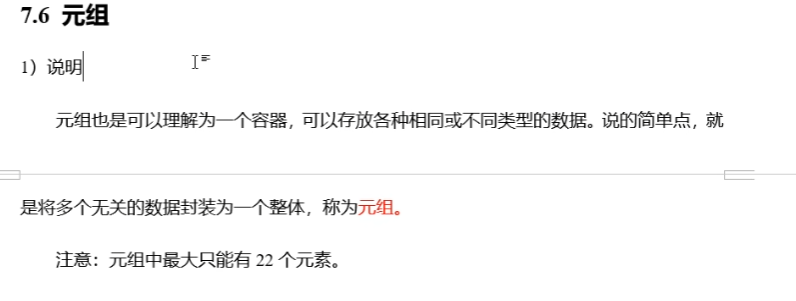 7.6 元组
1）说明
元组也是可以理解为一个容器，可以存放各种相同或不同类型的数据。说的简单点，就
是将多个无关的数据封装为一个整体，称为元组。
注意：元组中最大只能有 22 个元素。